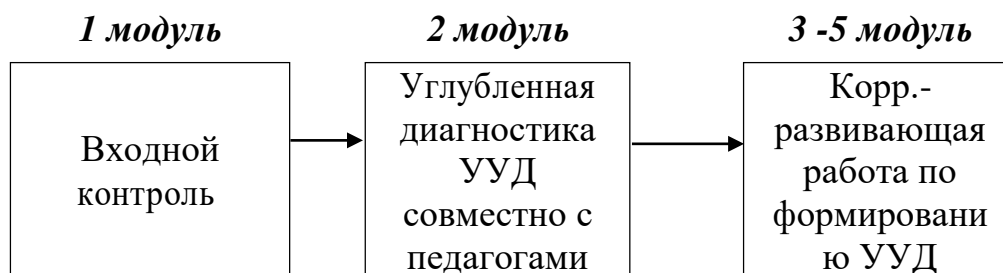 1 модуль
2 модуль
3 -5 модуль
Входной
контроль
Углубленная
диагностика
УУД
совместно с
педагогами
Корр.-
развивающая
работа по
формировани
ю УУД